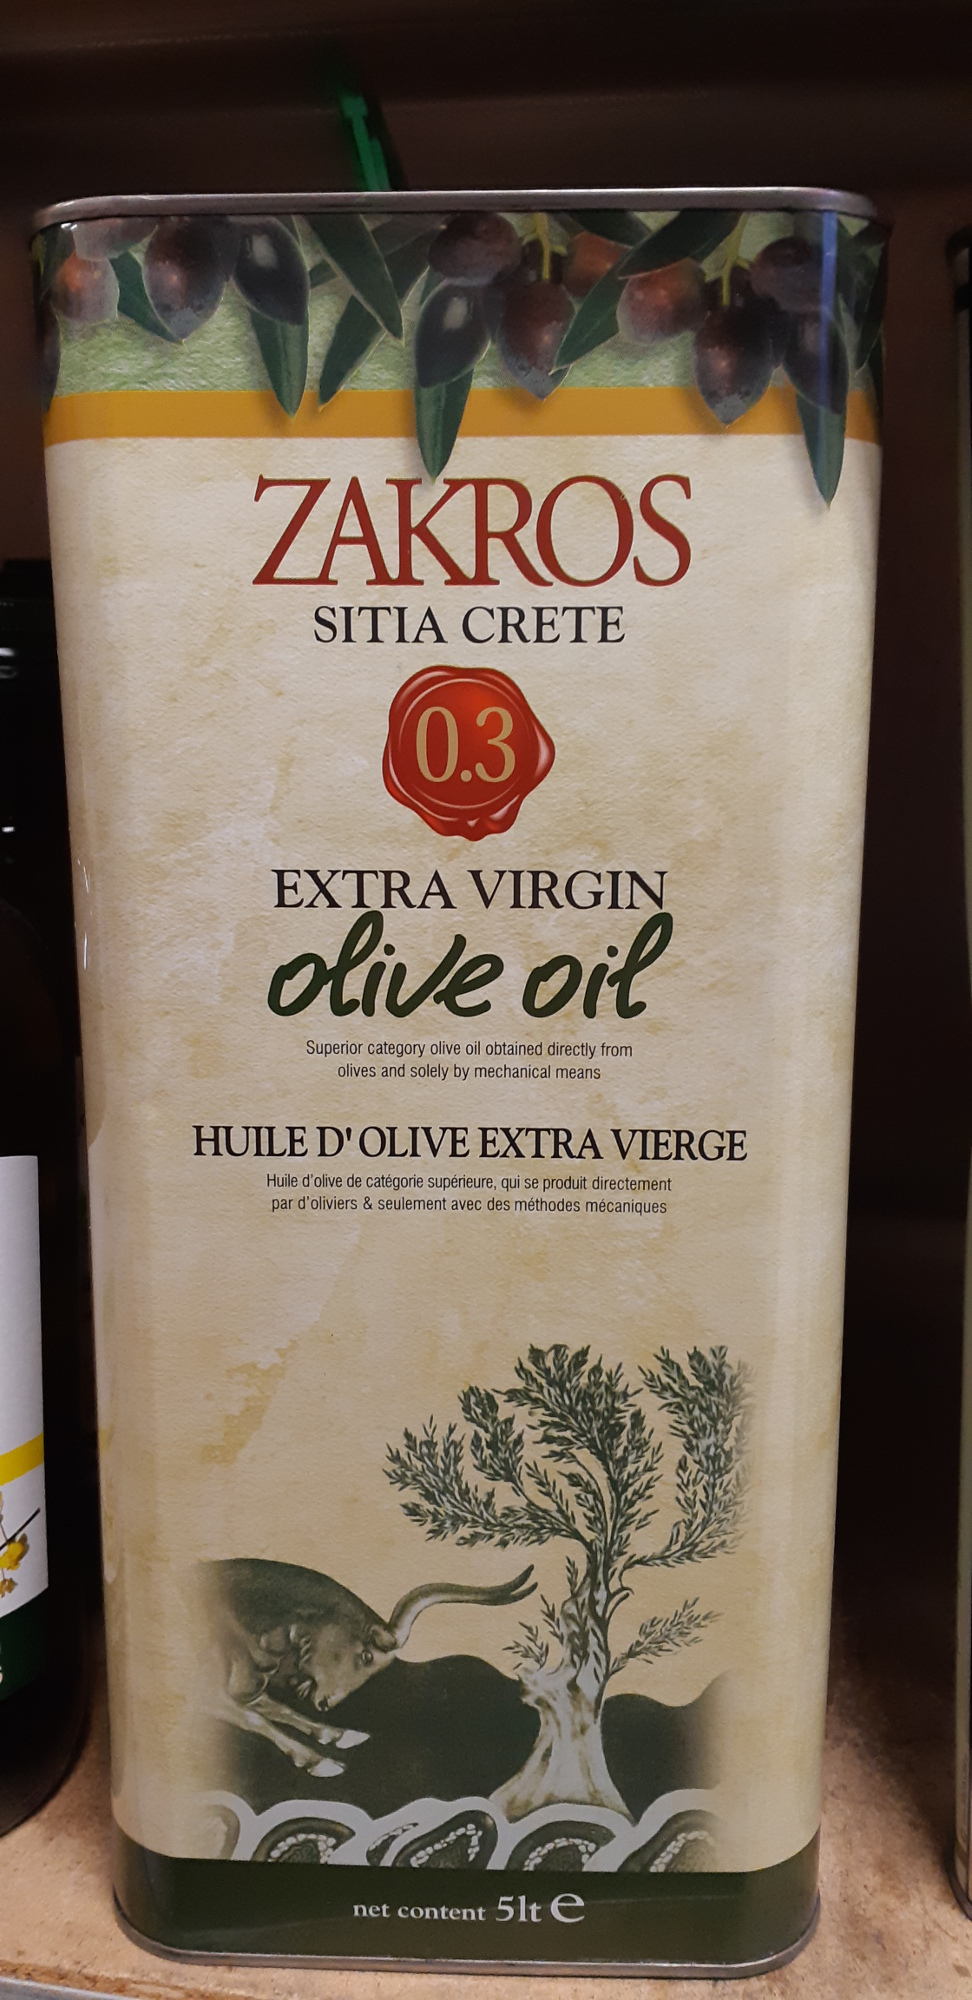 ZAKROS
SITIA CRETE
0.3
EXTRA VIRGIN
olive oil
Superior category olive oil obtained directly from
olives and solely by mechanical means
HUILE D'OLIVE EXTRA VIERGE
Huile d'olive de catégorie supérieure, qui se produit directement
par d'oliviers & seulement avec des méthodes mécaniques
net content 5lt e